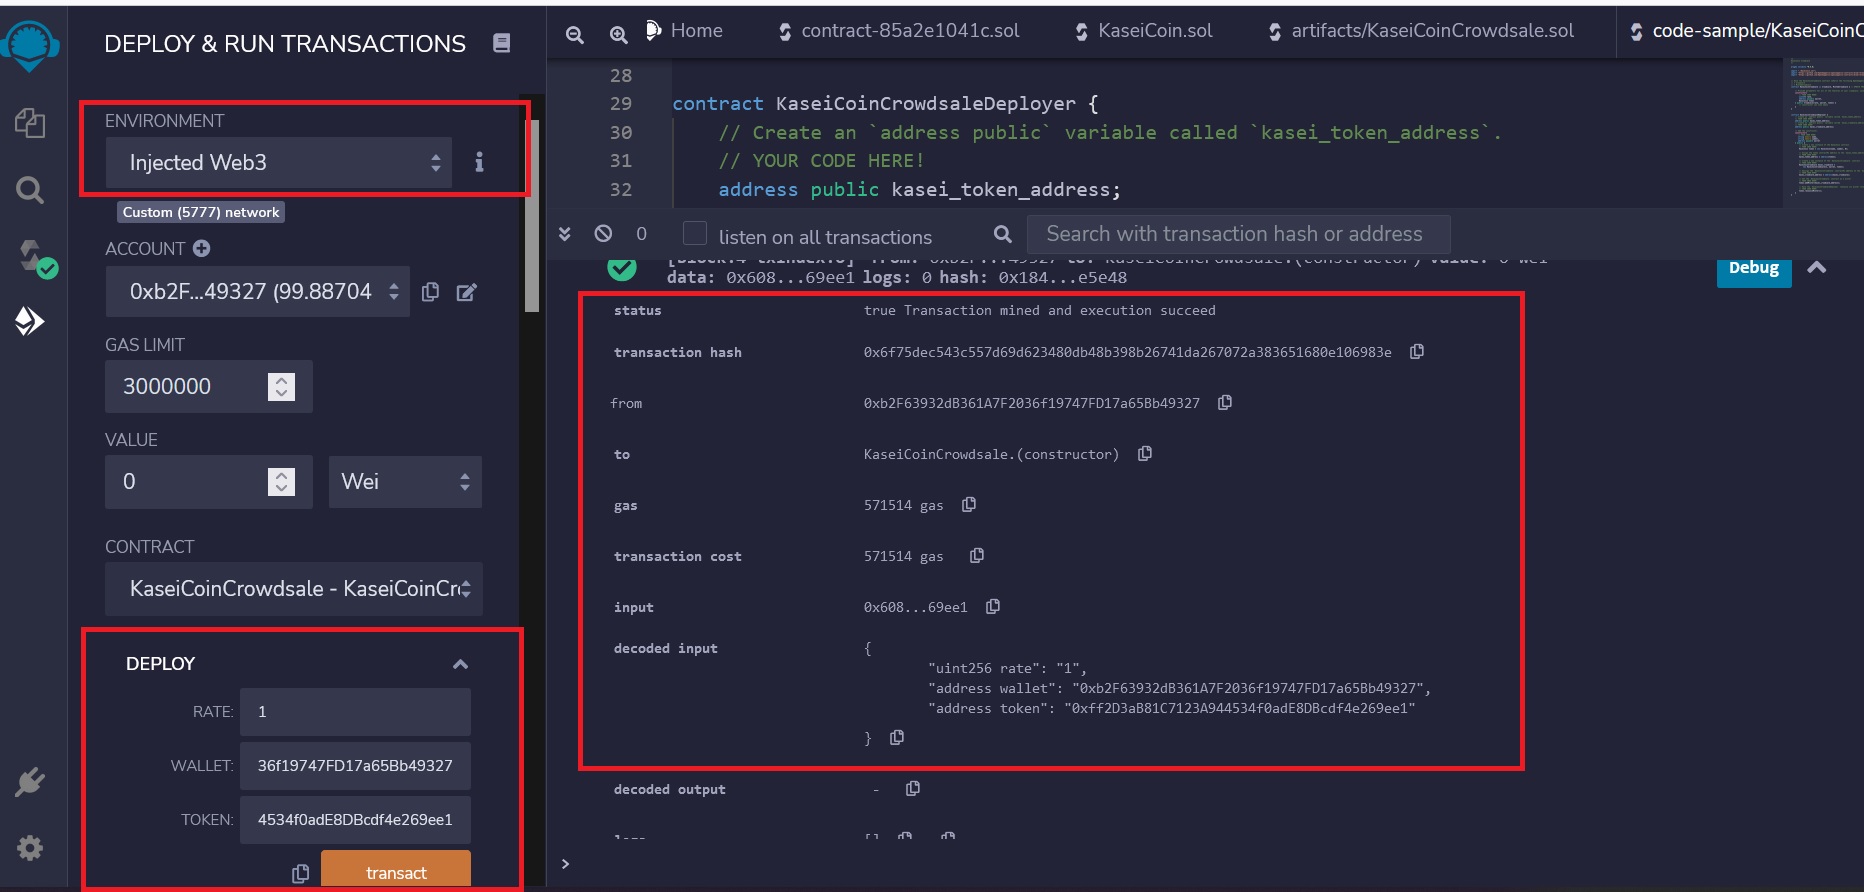 DEPLOY & RUN TRANSACTIONS
ENVIRONMENT
Injected Web3
Custom (5777) network
ACCOUNT
0xb2F...49327 (99.88704
GAS LIMIT
3000000
VALUE
0
Wei
CONTRACT
KaseiCoinCrowdsale - KaseiCoinCr
DEPLOY
RATE: 1
WALLET: 36f19747FD17a65Bb49327
TOKEN: 4534f0adE8DBcdf4e269ee1
transact
Home
contract-85a2e1041c.sol
KaseiCoin.sol
artifacts/KaseiCoinCrowdsale.sol
code-sample/KaseiCoinC
28
29 contract KaseiCoinCrowdsaleDeployer {
30 // Create an `address public` variable called `kasei_token_address`.
31 // YOUR CODE HERE!
32 address public kasei_token_address;
0
listen on all transactions
Search with transaction hash or address
data: 0x608...69ee1 logs: 0 hash: 0x184...e5e48
Debug
status true Transaction mined and execution succeed
transaction hash 0x6f75dec543c557d69d623480db48b398b26741da267072a383651680e106983e
from 0xb2F63932dB361A7F2036f19747FD17a65Bb49327
to KaseiCoinCrowdsale.(constructor)
gas 571514 gas
transaction cost 571514 gas
input 0x608...69ee1
decoded input {
"uint256 rate": "1",
"address wallet": "0xb2F63932dB361A7F2036f19747FD17a65Bb49327",
"address token": "0xff2D3aB81C7123A944534f0adE8DBcdf4e269ee1"
}
decoded output -
>